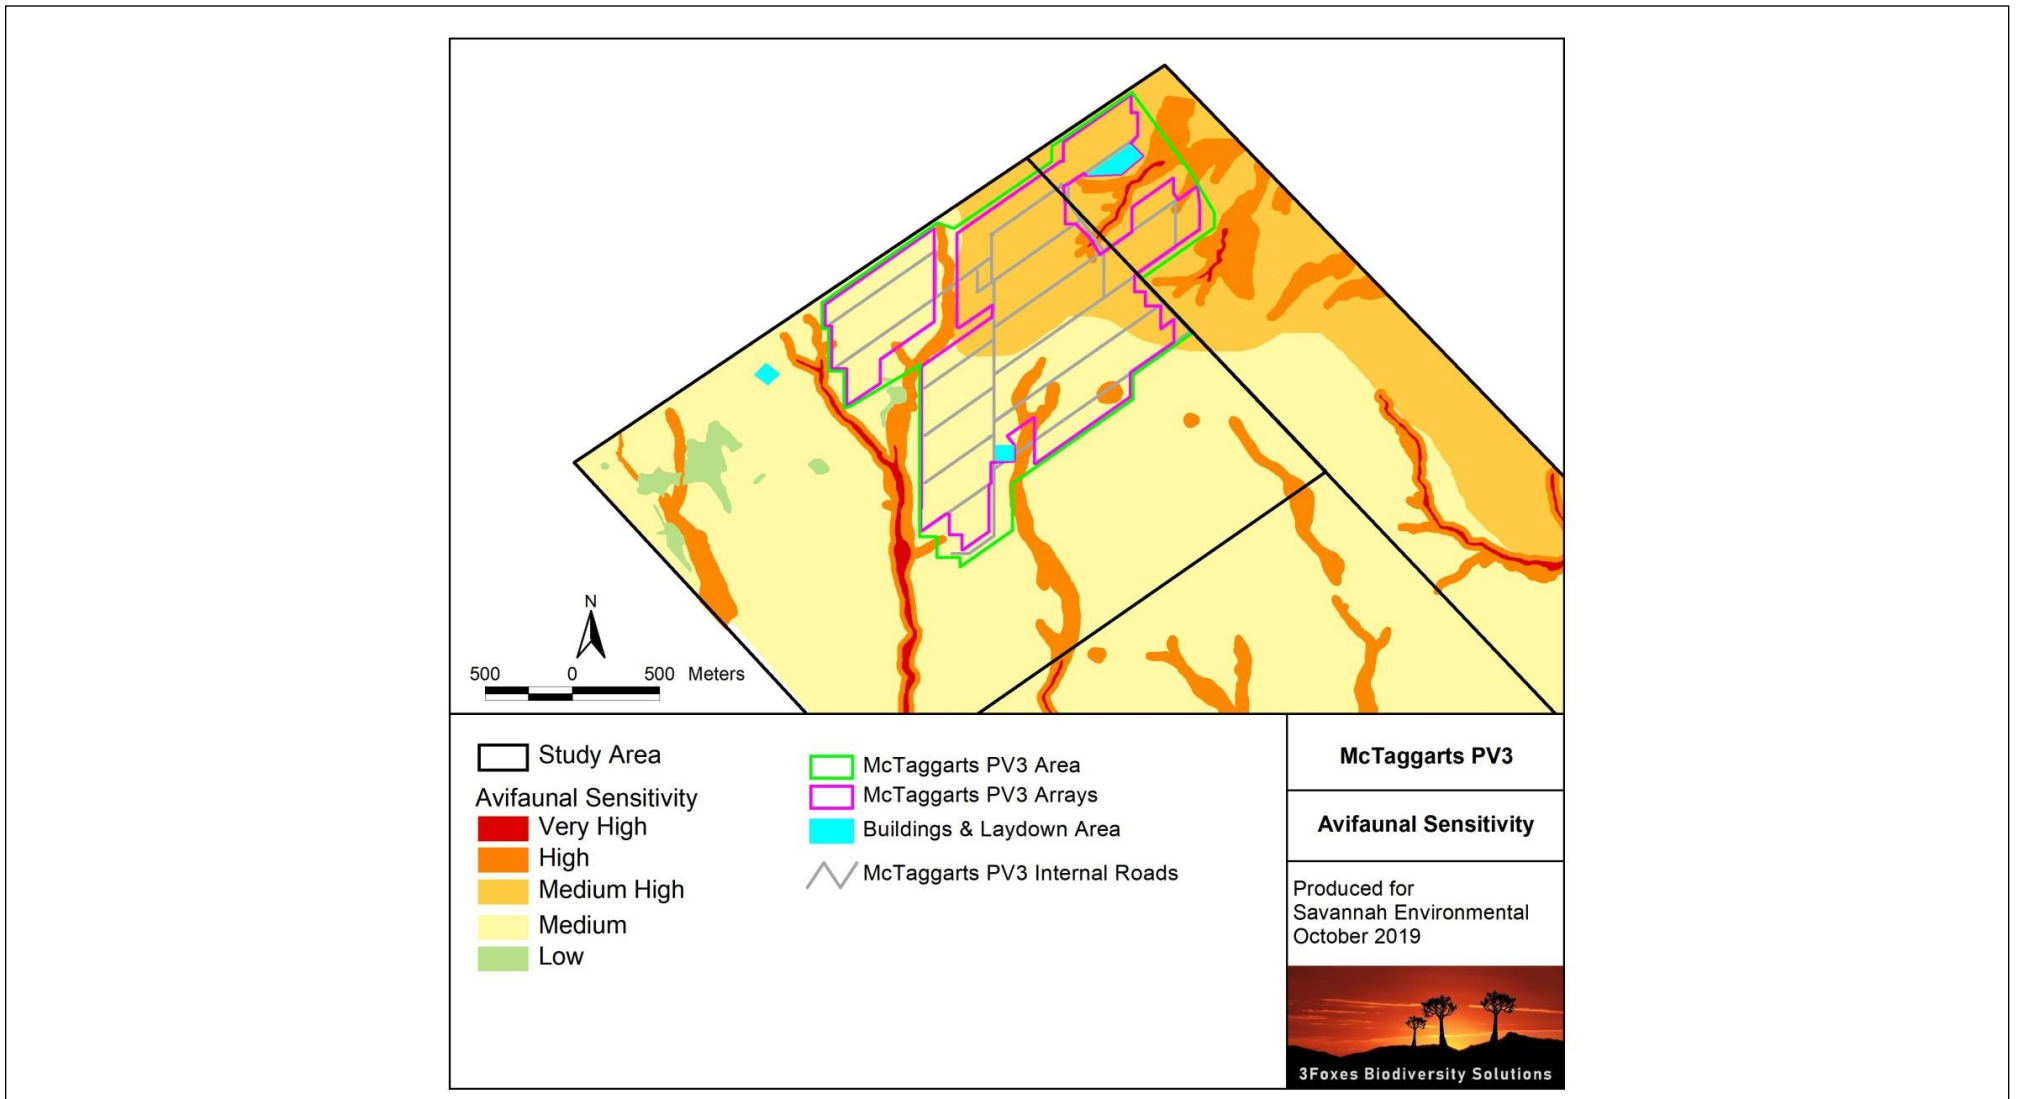 N
500 0 500 Meters
Study Area
Avifaunal Sensitivity
Very High
High
Medium High
Medium
Low
McTaggarts PV3 Area
McTaggarts PV3 Arrays
Buildings & Laydown Area
McTaggarts PV3 Internal Roads
McTaggarts PV3
Avifaunal Sensitivity
Produced for
Savannah Environmental
October 2019
3Foxes Biodiversity Solutions